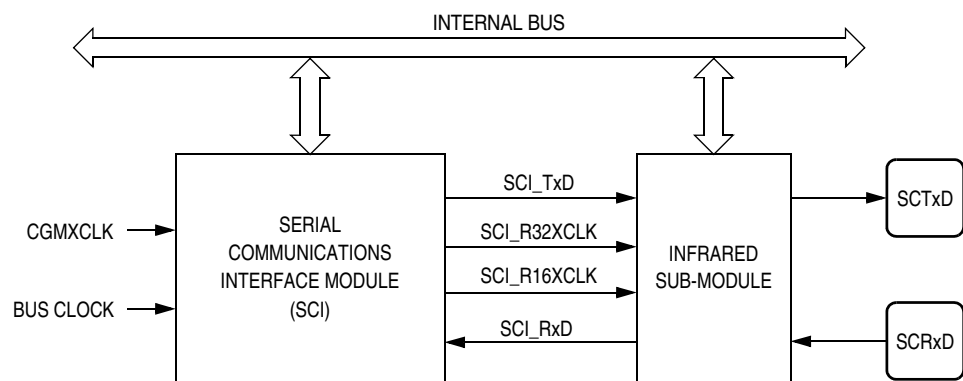 INTERNAL BUS
SCI_TxD
SCTxD
CGMXCLK
SERIAL
COMMUNICATIONS
INTERFACE MODULE
(SCI)
SCI_R32XCLK
INFRARED
SUB-MODULE
SCI_R16XCLK
BUS CLOCK
SCI_RxD
SCRxD